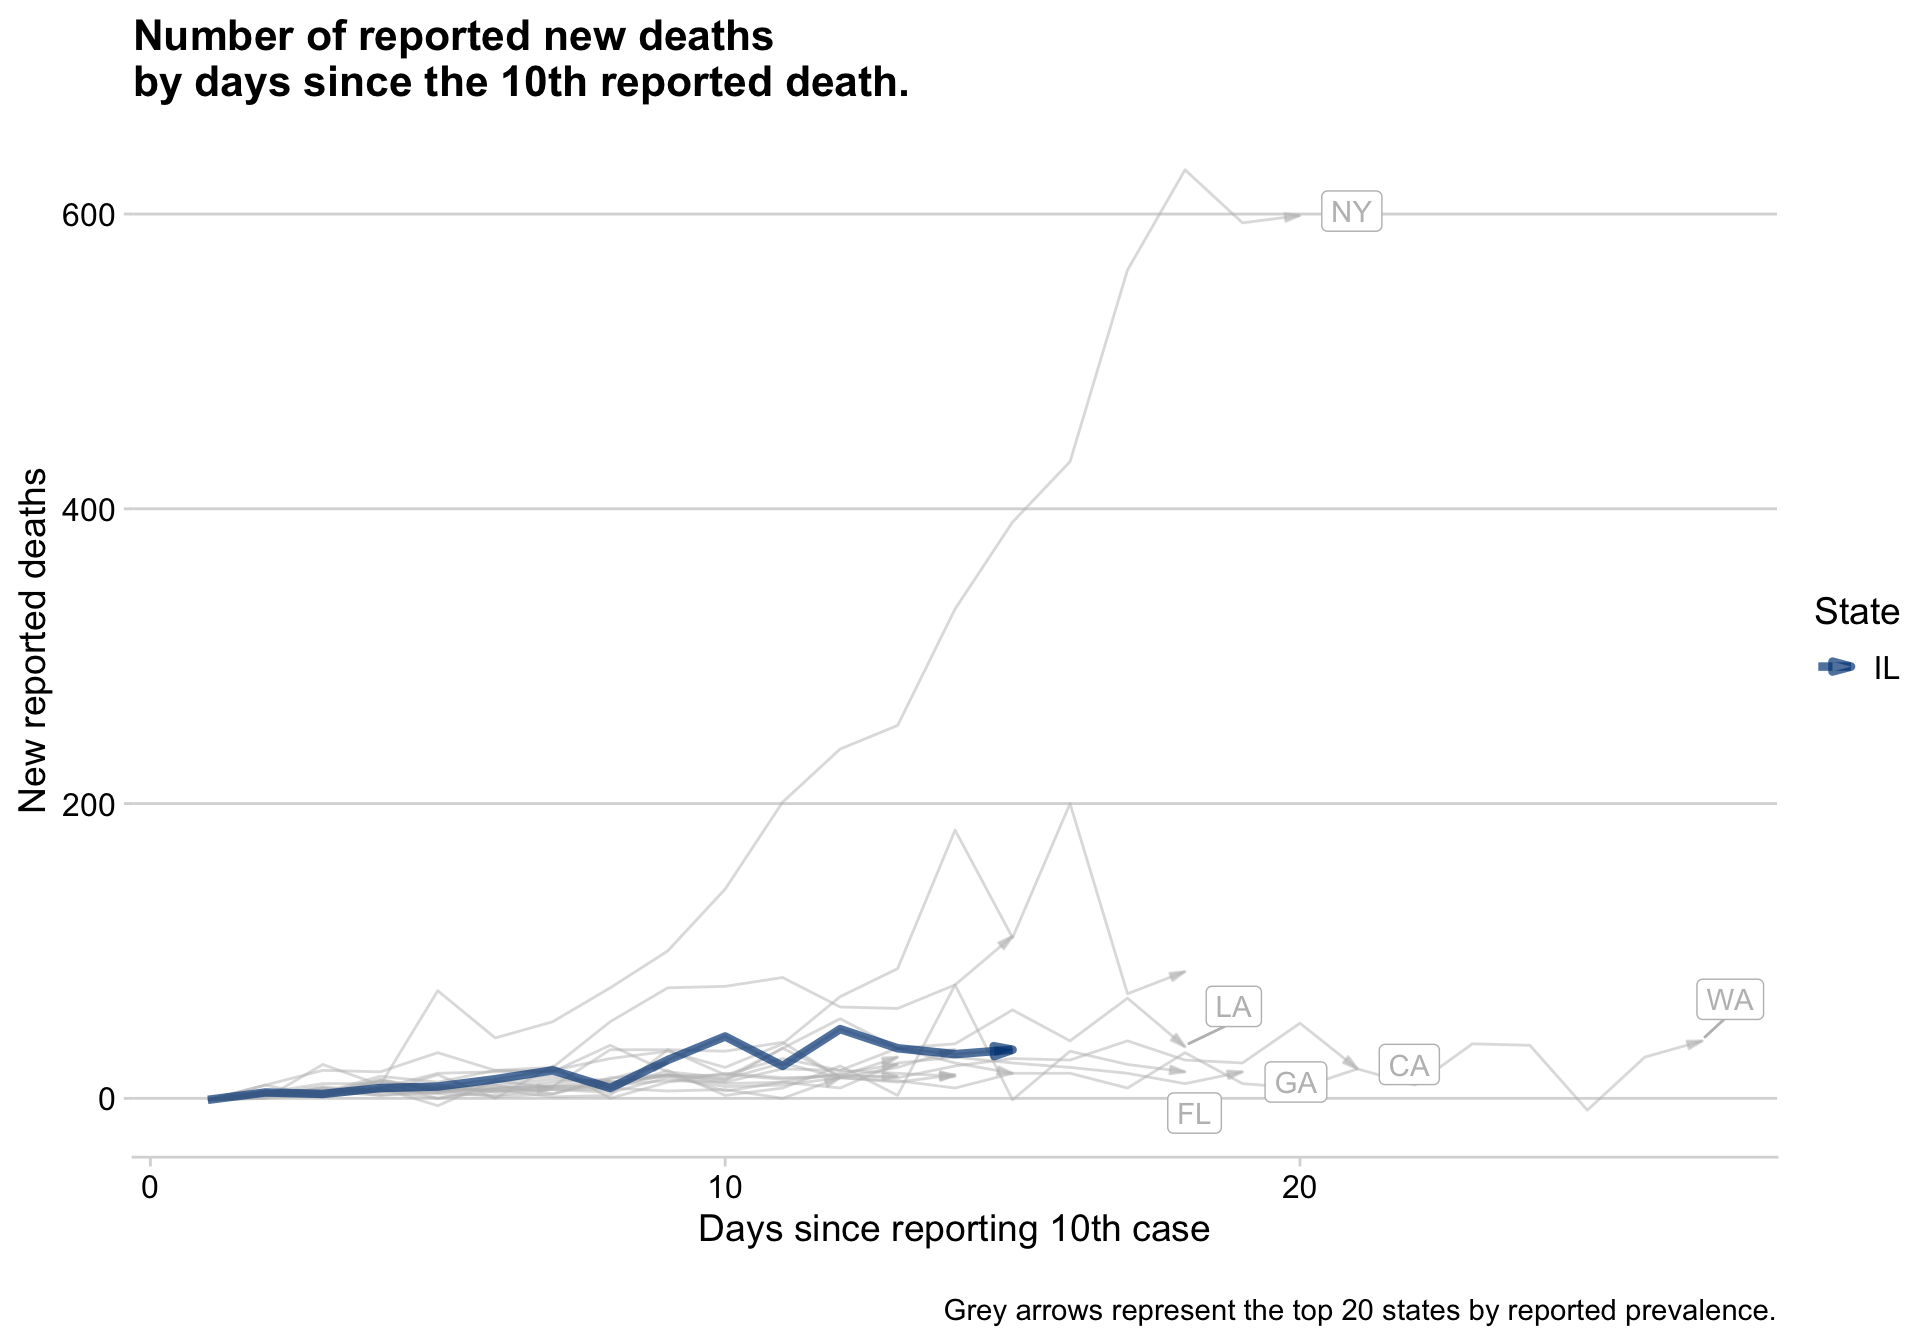 Number of reported new deaths
by days since the 10th reported death.
New reported deaths
600
400
200
0
NY
LA
WA
CA
GA
FL
0
10
20
Days since reporting 10th case
State
IL
Grey arrows represent the top 20 states by reported prevalence.